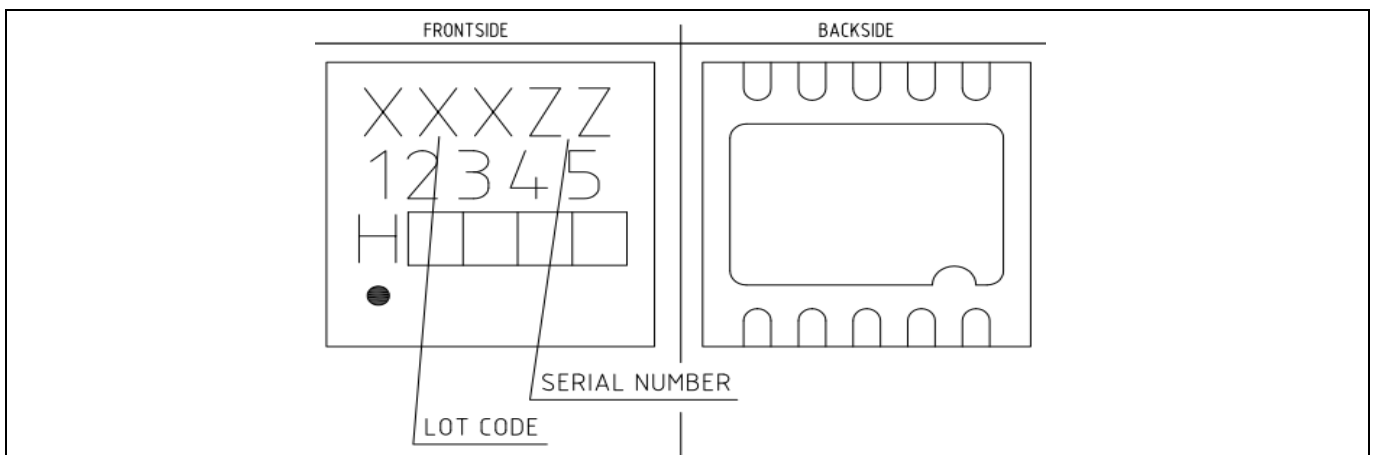 FRONTSIDE
BACKSIDE
XXXZZ
12345
H
SERIAL NUMBER
LOT CODE